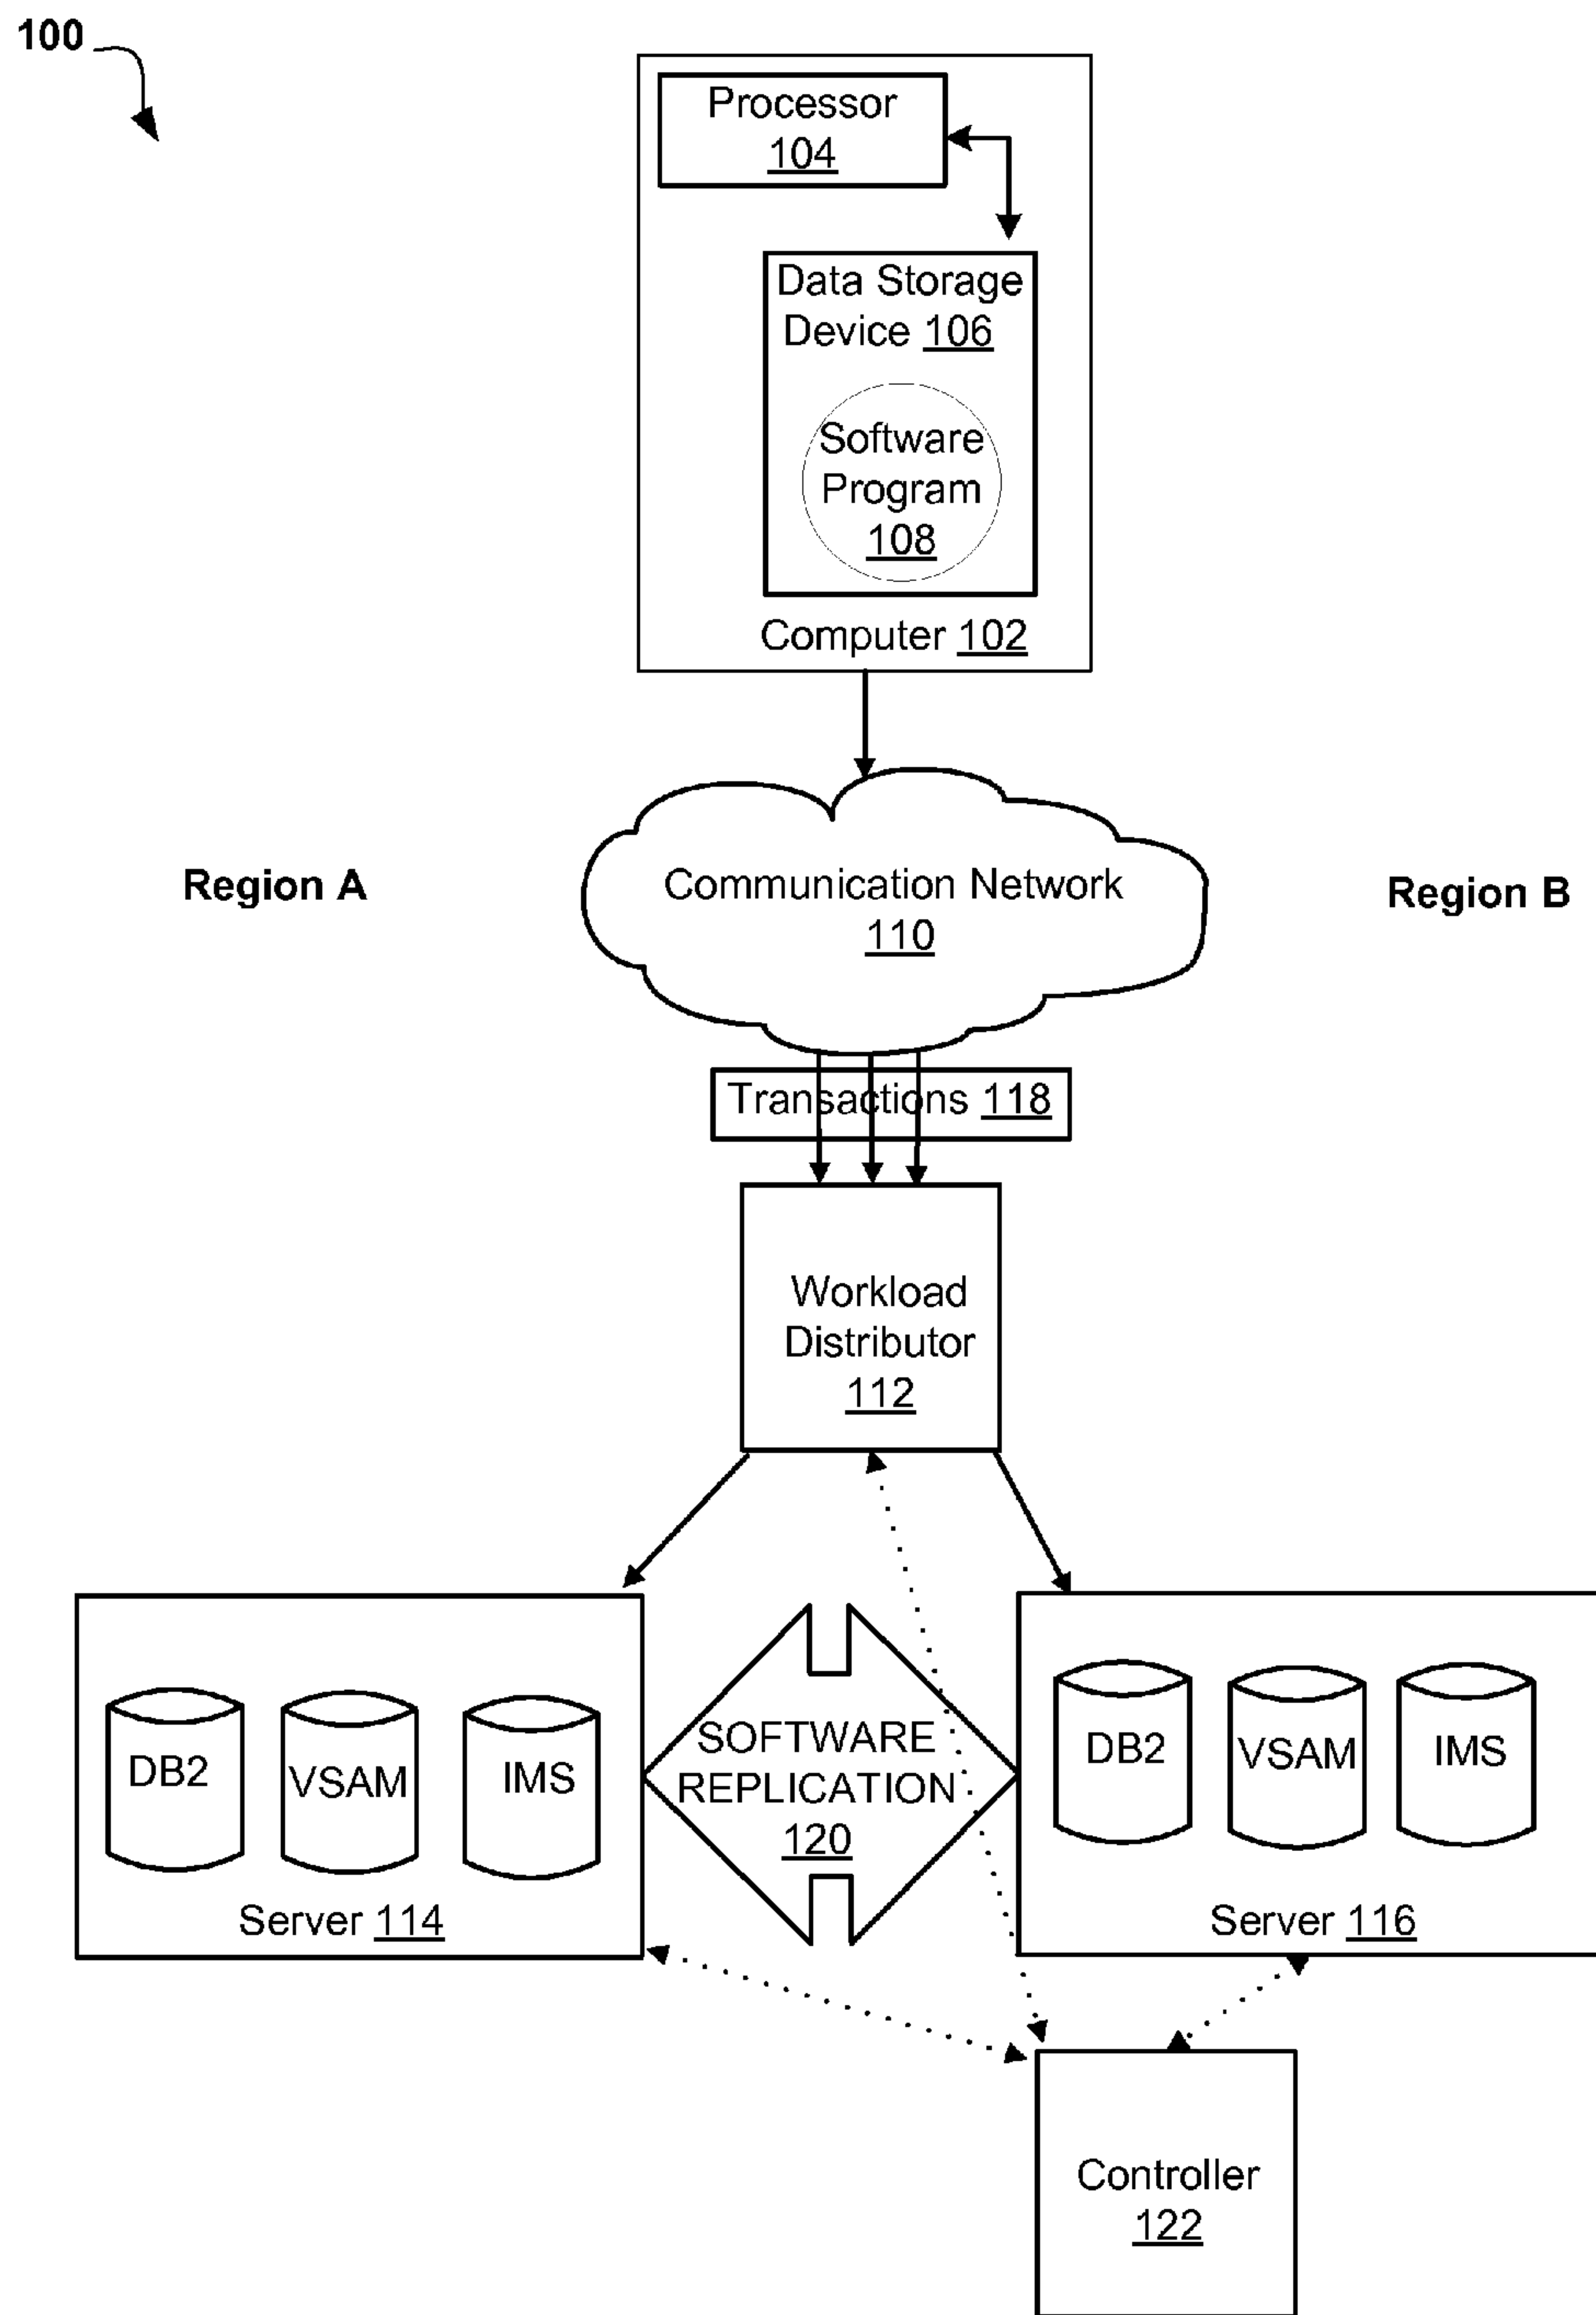 100
Processor
104
Data Storage
Device 106
Software
Program
108
Computer 102
Region A
Communication Network
110
Region B
Transactions 118
Workload
Distributor
112
DB2
VSAM
IMS
Server 114
SOFTWARE
REPLICATION
120
DB2
VSAM
IMS
Server 116
Controller
122